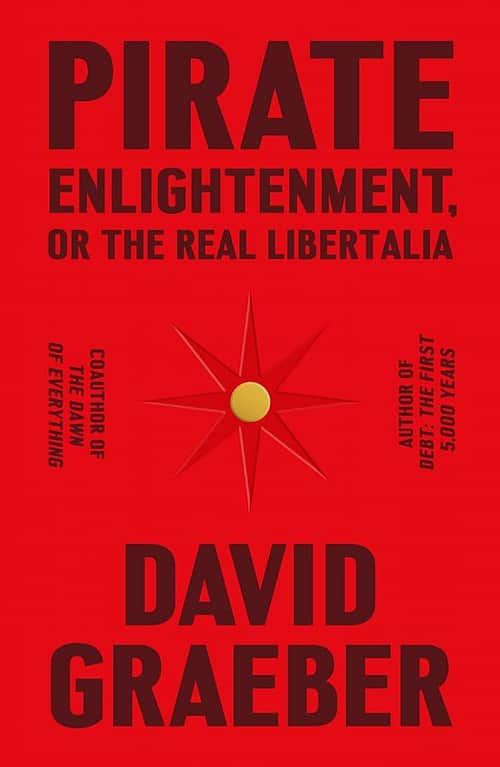 PIRATE
ENLIGHTENMENT,
OR THE REAL LIBERTALIA
COAUTHOR OF
THE DAWN
OF EVERYTHING
AUTHOR OF
DEBT: THE FIRST
5,000 YEARS
DAVID
GRAEBER